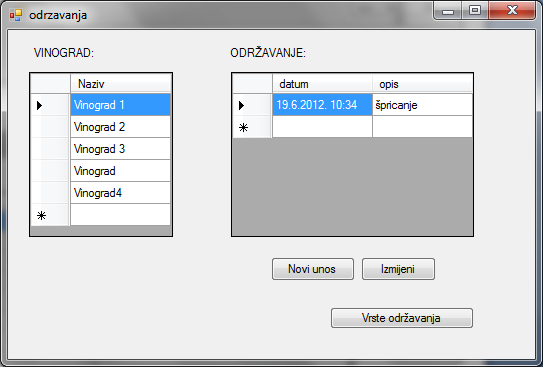 odrzavanja
VINOGRAD:
ODRŽAVANJE:
Naziv
Vinograd 1
Vinograd 2
Vinograd 3
Vinograd
Vinograd4
datum opis
19.6.2012. 10:34 špricanje
Novi unos
Izmijeni
Vrste održavanja